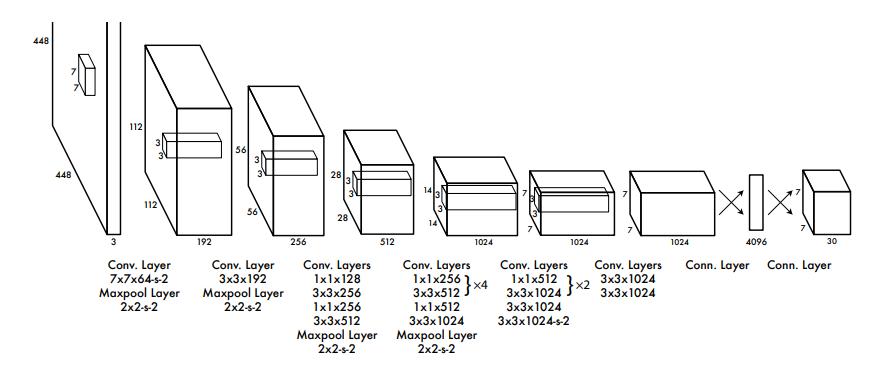 448
7
7
448
3
112
3
3
112
192
56
3
3
56
256
28
3
3
28
512
14
3
3
14
1024
7
3
3
7
1024
7
7
1024
4096
7
7
30
Conv. Layer
7x7x64-s-2
Maxpool Layer
2x2-s-2
Conv. Layer
3x3x192
Maxpool Layer
2x2-s-2
Conv. Layers
1x1x128
3x3x256
1x1x256
3x3x512
Maxpool Layer
2x2-s-2
Conv. Layers
1x1x256
3x3x512
} ×4
1x1x512
3x3x1024
Maxpool Layer
2x2-s-2
Conv. Layers
1x1x512
3x3x1024
} ×2
3x3x1024
3x3x1024-s-2
Conv. Layers
3x3x1024
3x3x1024
Conn. Layer
Conn. Layer